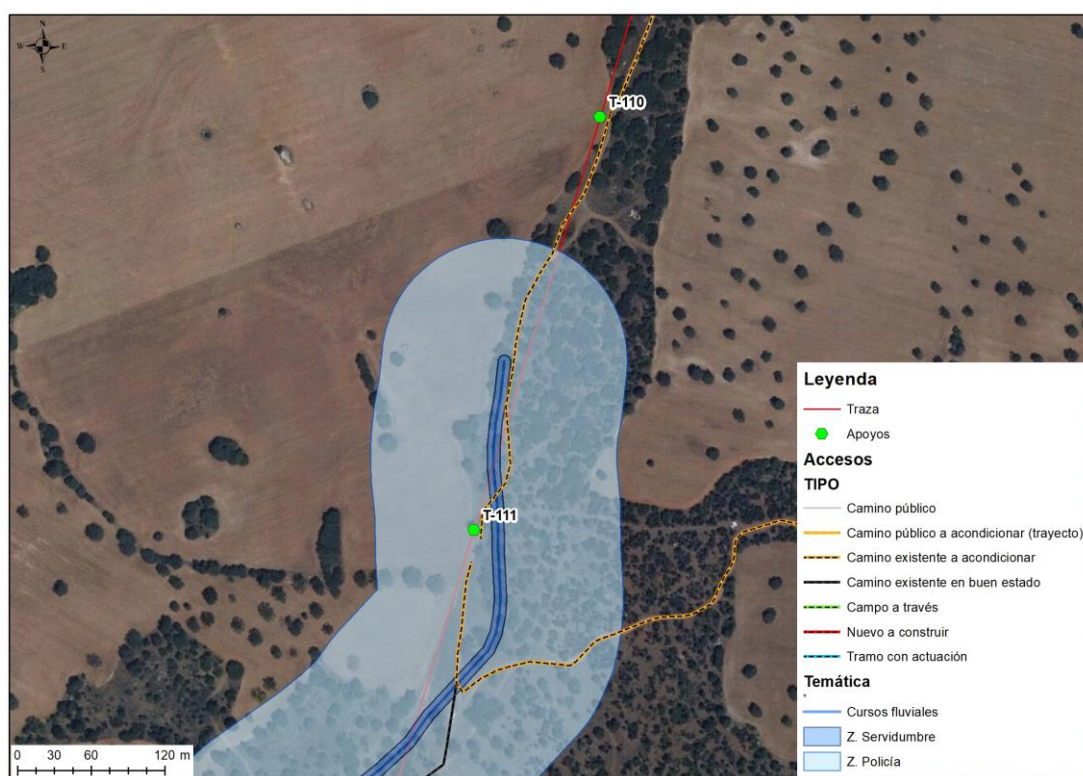 N
W E
S
T-110
T-111
Leyenda
Traza
Apoyos
Accesos
TIPO
Camino público
Camino público a acondicionar (trayecto)
Camino existente a acondicionar
Camino existente en buen estado
Campo a través
Nuevo a construir
Tramo con actuación
Temática
Cursos fluviales
Z. Servidumbre
Z. Policía
0 30 60 120 m